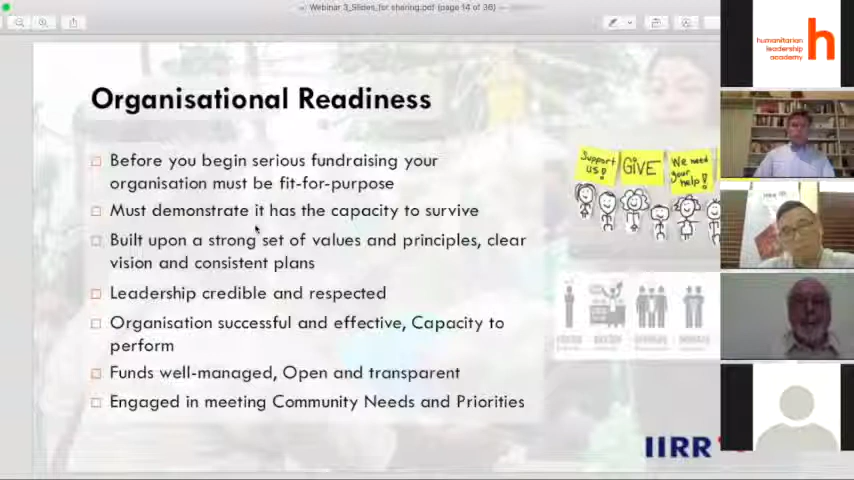 Webinar 3_Slides_for sharing.pdf (page 14 of 36)
humanitarian
leadership
academy
h
Organisational Readiness
Before you begin serious fundraising your
organisation must be fit-for-purpose
Must demonstrate it has the capacity to survive
Built upon a strong set of values and principles, clear
vision and consistent plans
Leadership credible and respected
Organisation successful and effective, Capacity to
perform
Funds well-managed, Open and transparent
Engaged in meeting Community Needs and Priorities
Support
us!
GIVE
We need
your
help!
IIRR